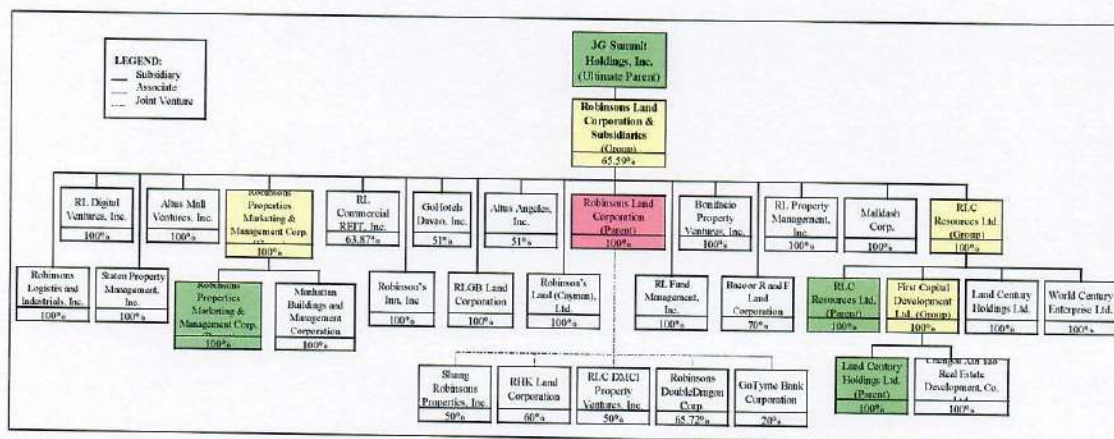 LEGEND:
Subsidiary
Associate
Joint Venture
JG Summit
Holdings, Inc.
(Ultimate Parent)
Robinsons Land
Corporation &
Subsidiaries
(Group)
65.59%
RL Digital
Ventures, Inc.
100%
Altus Mall
Ventures, Inc.
100%
Robinsons
Properties
Marketing &
Management Corp.
100%
RL
Commercial
REIT, Inc.
63.87%
GoHotels
Davao, Inc.
51%
Altus Angeles,
Inc.
51%
Robinsons Land
Corporation
(Parent)
100%
Bonifacio
Property
Ventures, Inc.
100%
RL Property
Management,
Inc.
100%
Malldash
Corp.
100%
RLC
Resources Ltd.
(Group)
100%
Robinsons
Logistix and
Industrials, Inc.
100%
Staten Property
Management,
Inc.
100%
Robinsons
Properties
Marketing &
Management Corp.
100%
Manhattan
Buildings and
Management
Corporation
100%
Robinson's
Inn, Inc
100%
RLGB Land
Corporation
100%
Robinson's
Land (Cayman),
Ltd.
100%
RL Fund
Management,
Inc.
100%
Bacoor R and F
Land
Corporation
70%
RLC
Resources Ltd.
(Parent)
100%
First Capital
Development
Ltd. (Group)
100%
Land Century
Holdings Ltd.
100%
World Century
Enterprise Ltd.
100%
Shang
Robinsons
Properties, Inc.
50%
RHK Land
Corporation
60%
RLC DMCI
Property
Ventures, Inc.
50%
Robinsons
DoubleDragon
Corp.
65.72%
GoTyme Bank
Corporation
20%
Land Century
Holdings Ltd.
(Parent)
100%
Chengdu Xin Yao
Real Estate
Development, Co.
100%